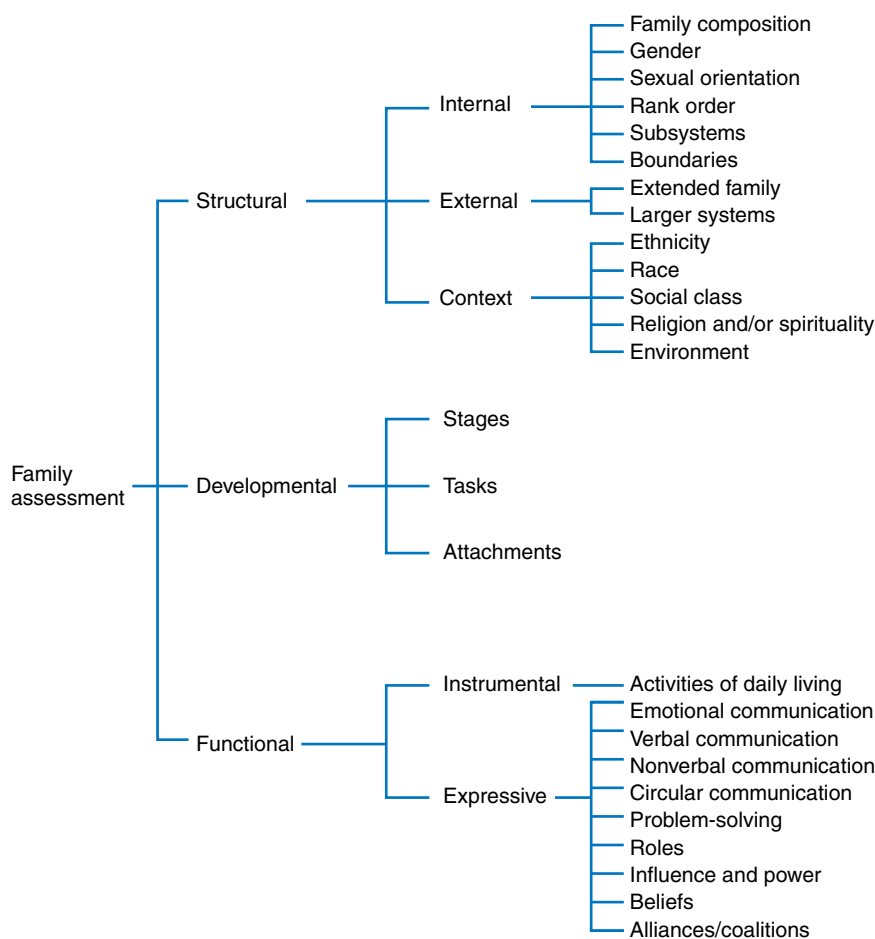 Family composition
Gender
Sexual orientation
Internal
Rank order
Subsystems
Boundaries
Structural
External
Extended family
Larger systems
Ethnicity
Race
Context
Social class
Religion and/or spirituality
Environment
Stages
Family
assessment
Developmental
Tasks
Attachments
Instrumental
Activities of daily living
Emotional communication
Functional
Verbal communication
Nonverbal communication
Expressive
Circular communication
Problem-solving
Roles
Influence and power
Beliefs
Alliances/coalitions